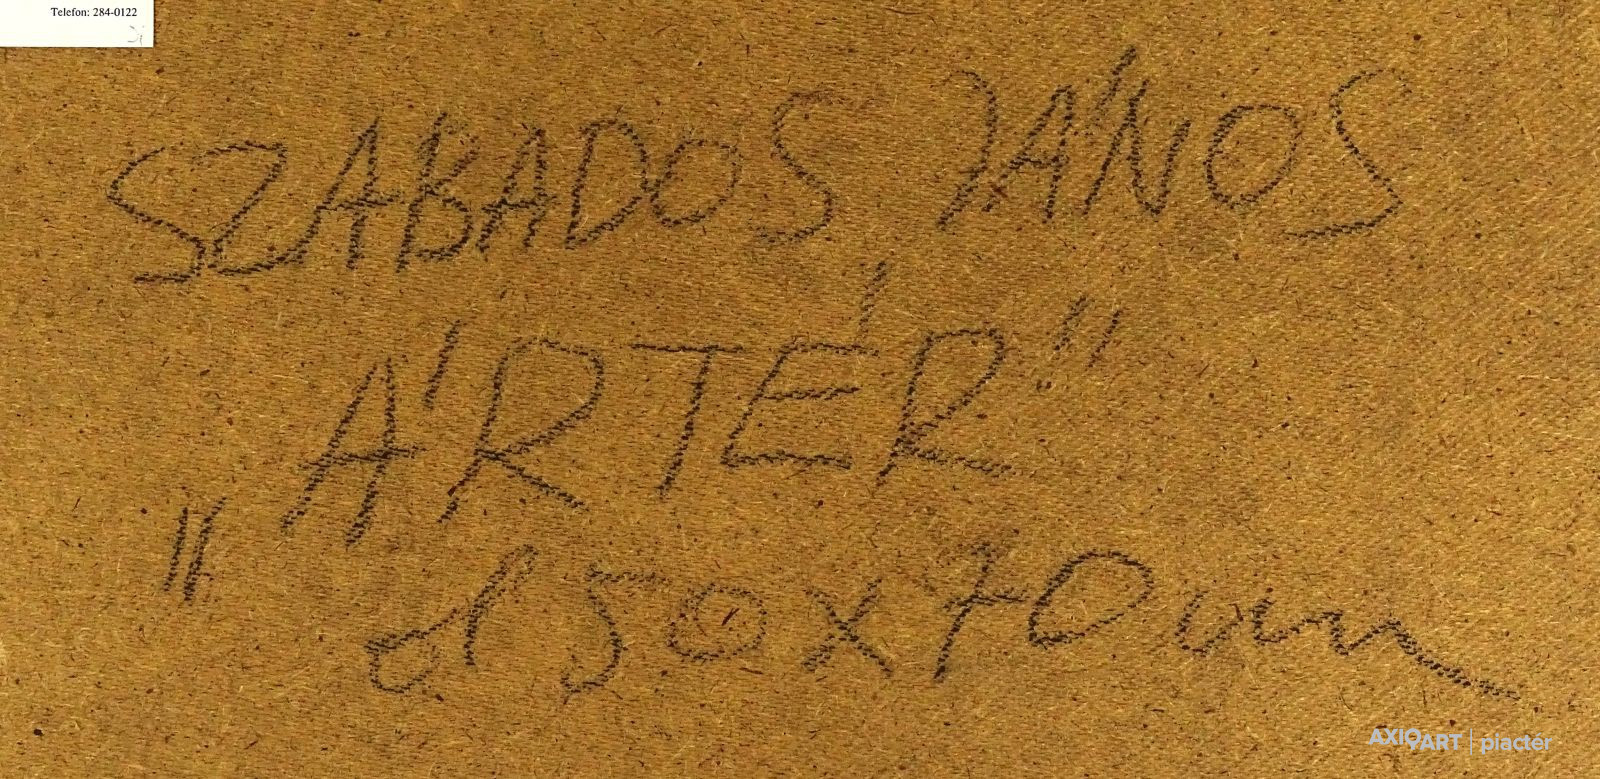 Telefon: 284-0122
SZABADOS JÁNOS
„ÁRTÉR"
50x70cm
AXIOART | piactér